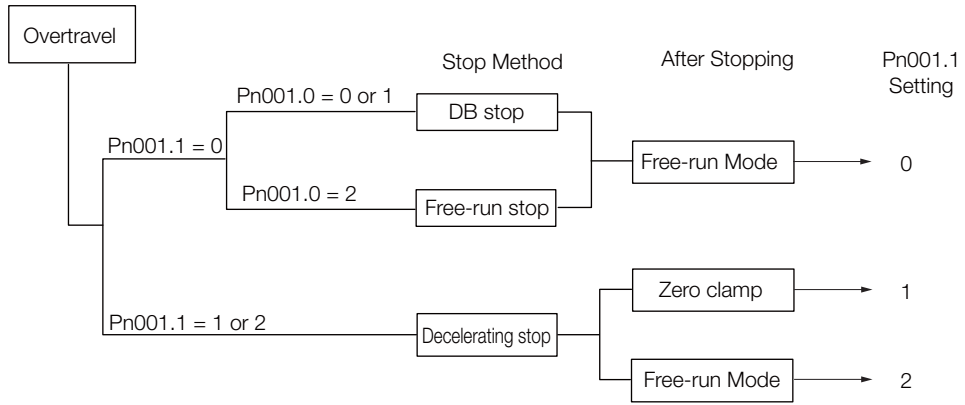 Overtravel
Stop Method
After Stopping
Pn001.1
Setting
Pn001.0 = 0 or 1
DB stop
Pn001.1 = 0
Free-run Mode
0
Pn001.0 = 2
Free-run stop
Zero clamp
1
Pn001.1 = 1 or 2
Decelerating stop
Free-run Mode
2